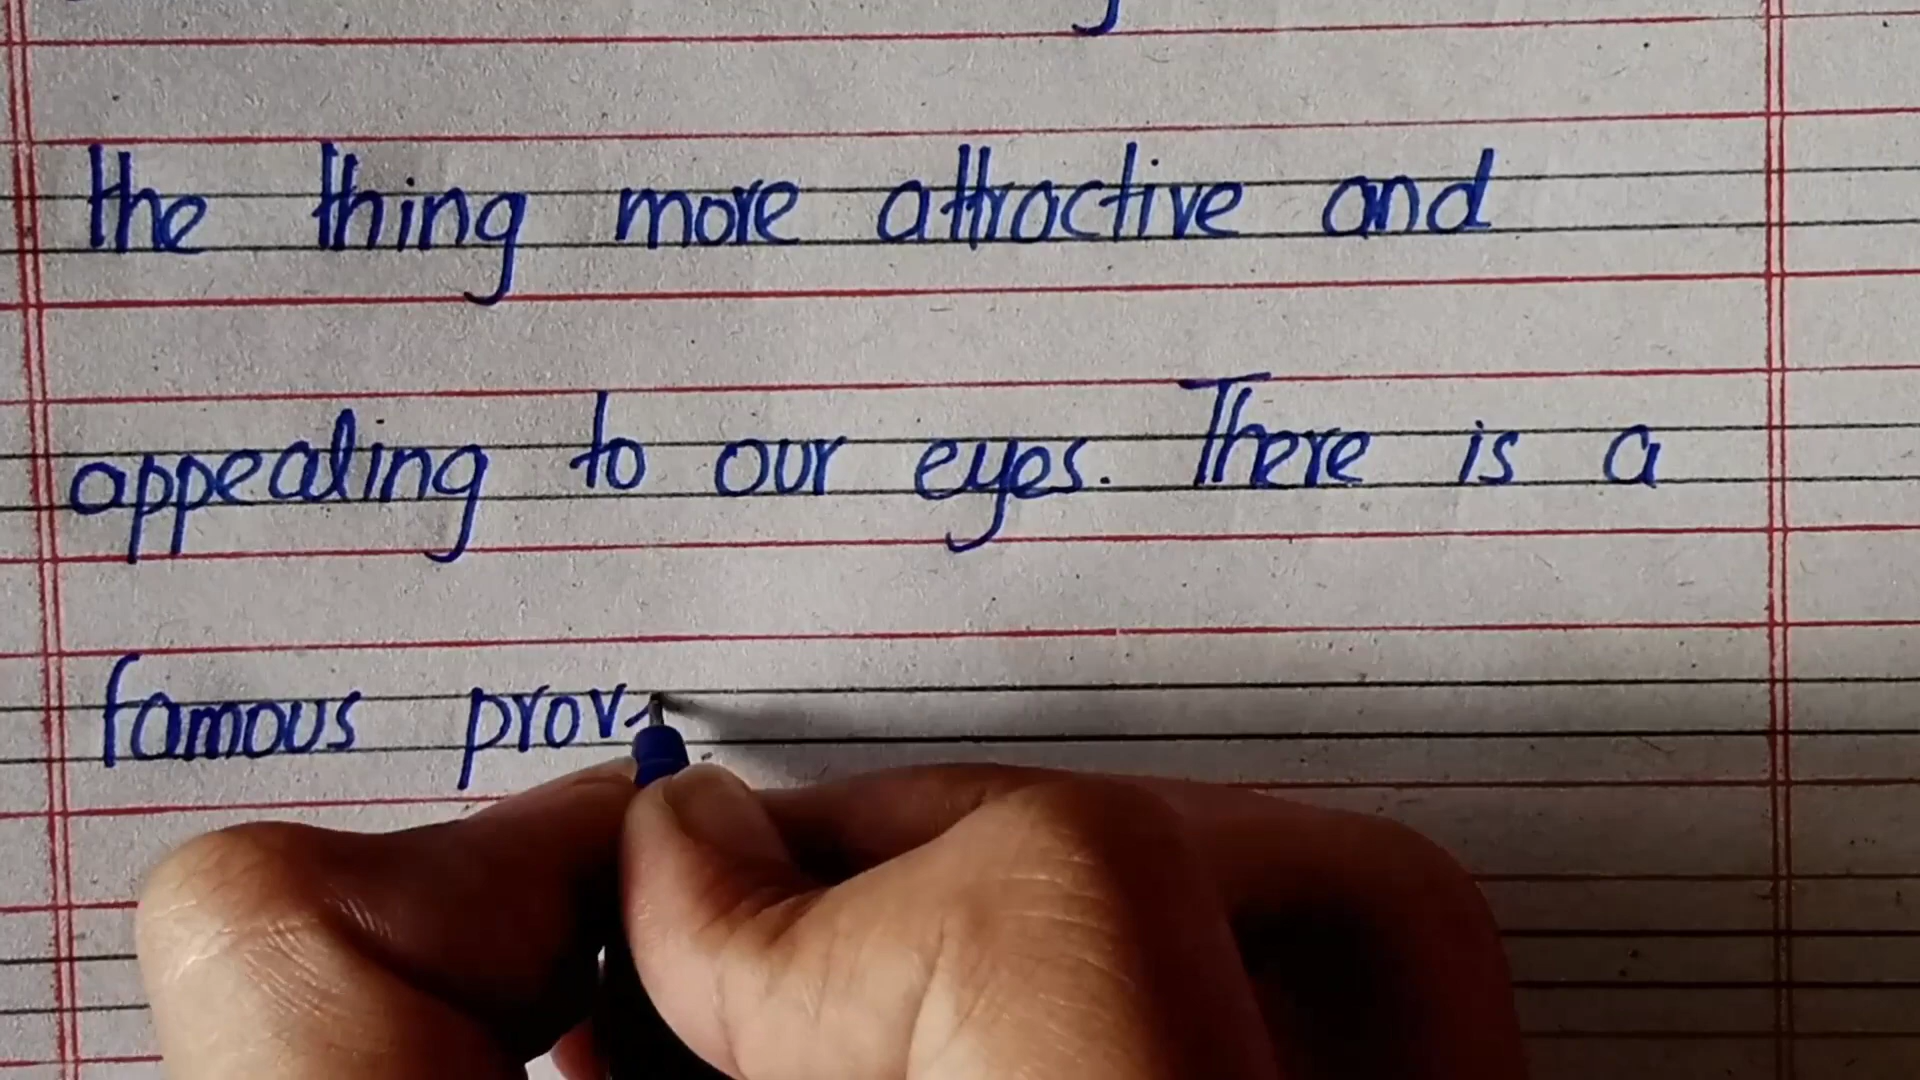 the thing more attractive and
appealing to our eyes. There is a
famous prov